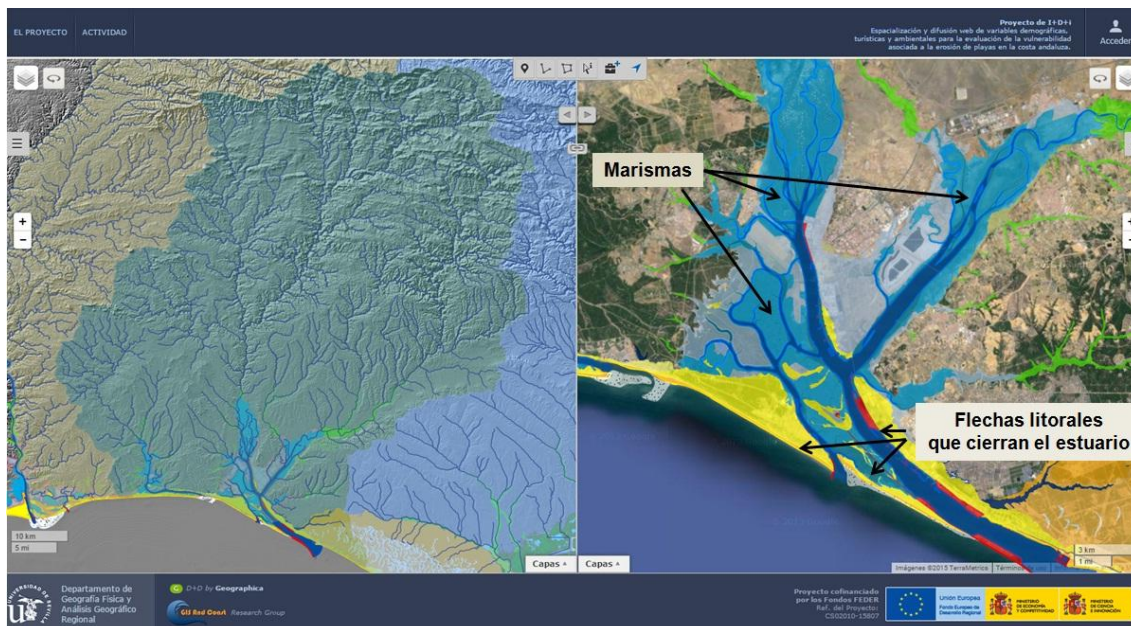 EL PROYECTO
ACTIVIDAD
Proyecto de I+D+i
Espacialización y difusión web de variables demográficas,
turísticas y ambientales para la evaluación de la vulnerabilidad
asociada a la erosión de playas en la costa andaluza.
Acceder
Marismas
Flechas litorales
que cierran el estuario
10 km
5 mi
Capas
Capas
Imágenes ©2015 TerraMetrics
3 km
1 mi
Departamento de
Geografía Física y
Análisis Geográfico
Regional
D+D by Geographica
GIS And Coast Research Group
Proyecto cofinanciado
por los Fondos FEDER
Ref. del Proyecto:
CSO2010-15807
Unión Europea
Fondo Europeo de
Desarrollo Regional
MINISTERIO
DE ECONOMÍA
Y COMPETITIVIDAD
MINISTERIO
DE CIENCIA
E INNOVACIÓN